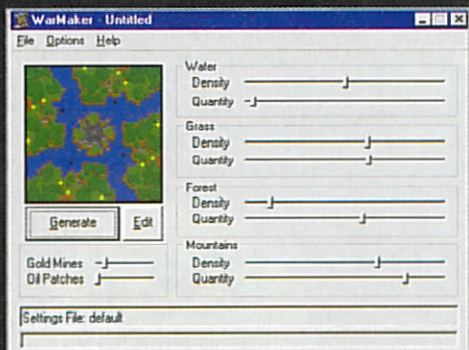 WarMaker - Untitled
File Options Help
Water
Density
Quantity
Grass
Density
Quantity
Forest
Density
Quantity
Mountains
Density
Quantity
Generate
Edit
Gold Mines
Oil Patches
Settings File: default